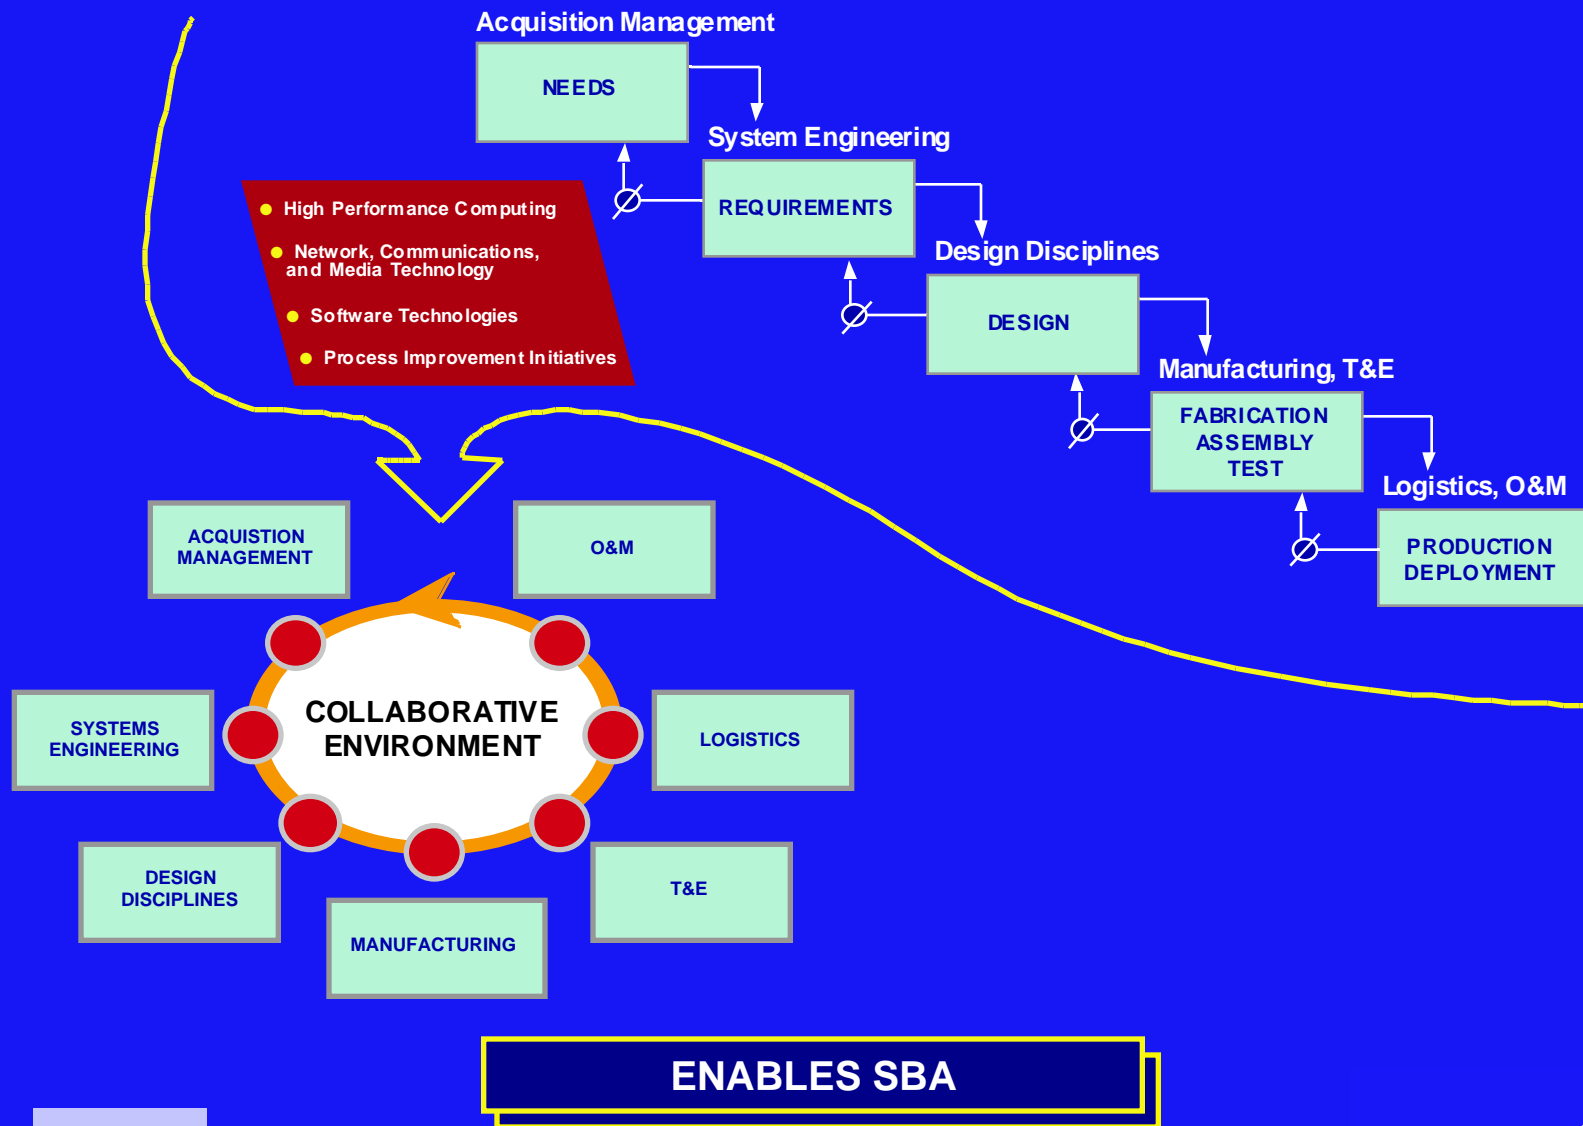 Acquisition Management
NEEDS
System Engineering
REQUIREMENTS
Design Disciplines
DESIGN
Manufacturing, T&E
FABRICATION
ASSEMBLY
TEST
Logistics, O&M
PRODUCTION
DEPLOYMENT
High Performance Computing
Network, Communications,
and Media Technology
Software Technologies
Process Improvement Initiatives
ACQUISTION
MANAGEMENT
O&M
SYSTEMS
ENGINEERING
COLLABORATIVE
ENVIRONMENT
LOGISTICS
DESIGN
DISCIPLINES
MANUFACTURING
T&E
ENABLES SBA